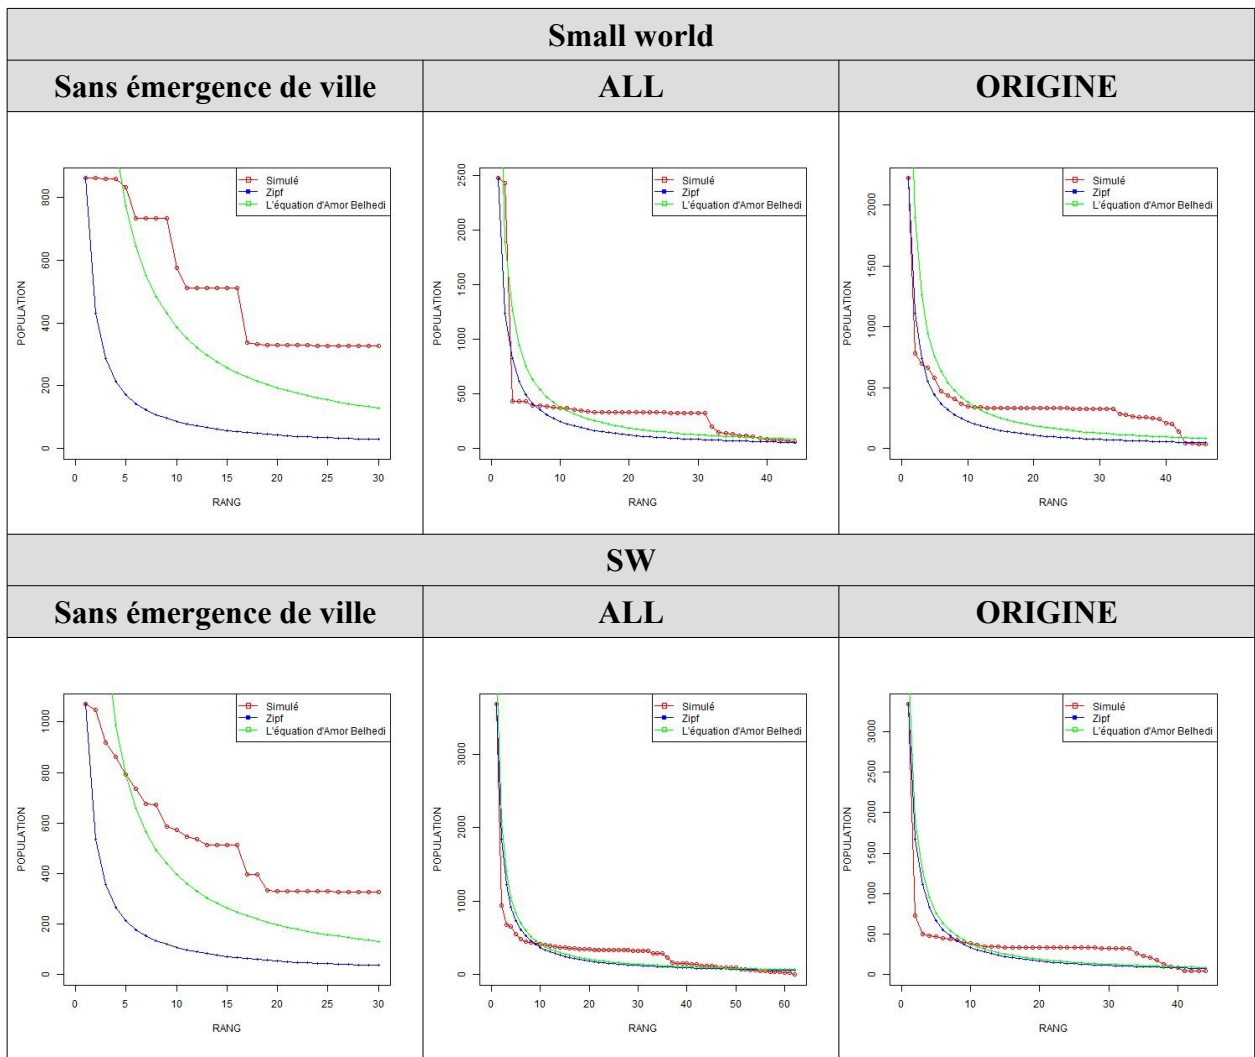 Small world
Sans émergence de ville
ALL
ORIGINE
Simulé
Zipf
L'équation d'Amor Belhedi
POPULATION
0 200 400 600 800
0 5 10 15 20 25 30
RANG
Simulé
Zipf
L'équation d'Amor Belhedi
POPULATION
0 500 1000 1500 2000 2500
0 10 20 30 40
RANG
Simulé
Zipf
L'équation d'Amor Belhedi
POPULATION
0 500 1000 1500 2000
0 10 20 30 40
RANG
SW
Sans émergence de ville
ALL
ORIGINE
Simulé
Zipf
L'équation d'Amor Belhedi
POPULATION
0 200 400 600 800 1000
0 5 10 15 20 25 30
RANG
Simulé
Zipf
L'équation d'Amor Belhedi
POPULATION
0 1000 2000 3000
0 10 20 30 40 50 60
RANG
Simulé
Zipf
L'équation d'Amor Belhedi
POPULATION
0 500 1000 1500 2000 2500 3000
0 10 20 30 40
RANG